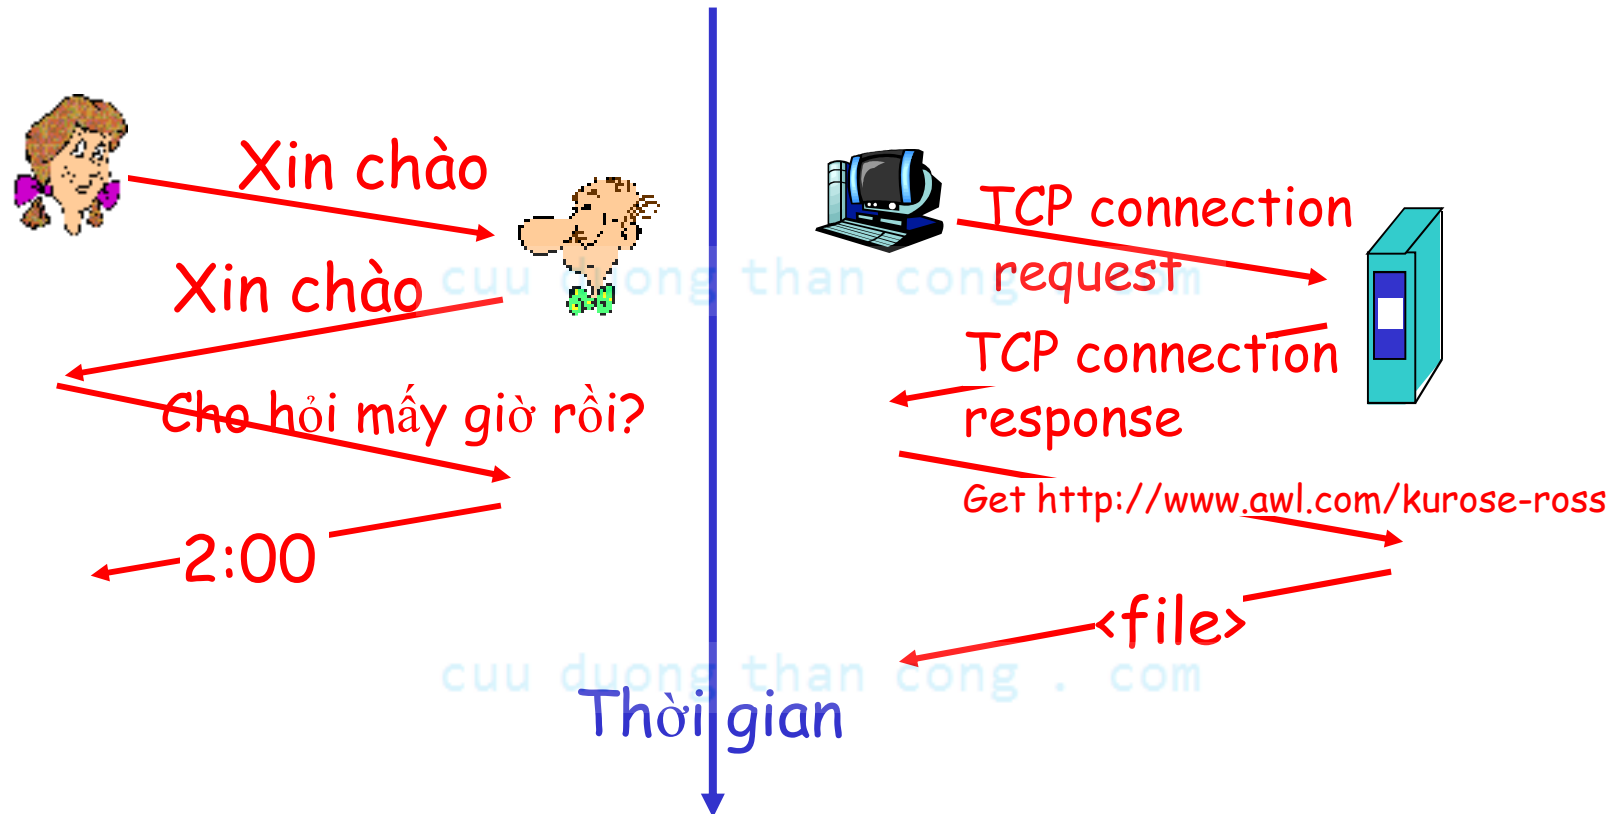 Xin chào
Xin chào
Cho hỏi mấy giờ rồi?
2:00
TCP connection
request
TCP connection
response
Get http://www.awl.com/kurose-ross
<file>
Thời gian
cuu duong than cong . com
cuu duong than cong . com